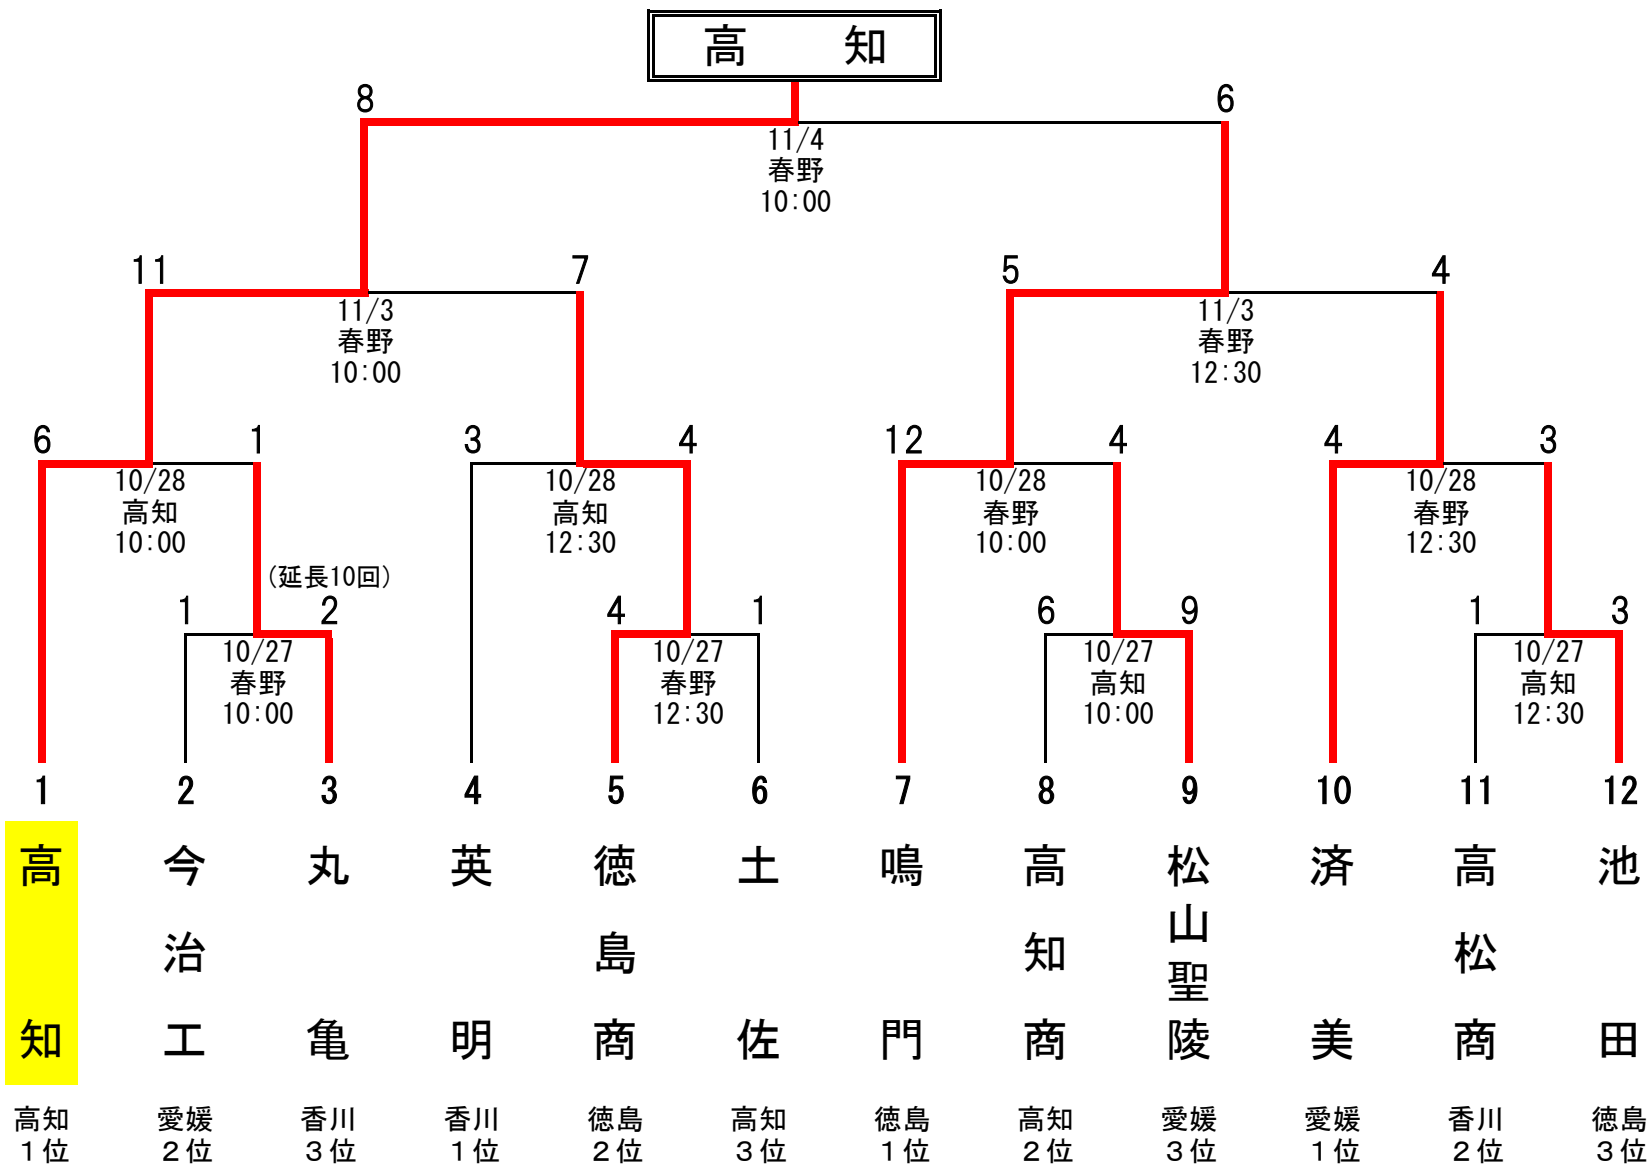 高 知
8 6
11/4
春野
10:00
11 7 5 4
11/3 11/3
春野 春野
10:00 12:30
6 1 3 4 12 4 4 3
10/28 10/28 10/28 10/28
高知 高知 春野 春野
10:00 12:30 10:00 12:30
(延長10回)
1 2 4 1 6 9 1 3
10/27 10/27 10/27 10/27
春野 春野 高知 高知
10:00 12:30 10:00 12:30
1 2 3 4 5 6 7 8 9 10 11 12
高知
今治工
丸亀
英明
徳島商
土佐
鳴門
高知商
松山聖陵
済美
高松商
池田
高知 愛媛 香川 香川 徳島 高知 徳島 高知 愛媛 愛媛 香川 徳島
1位 2位 3位 1位 2位 3位 1位 2位 3位 1位 2位 3位